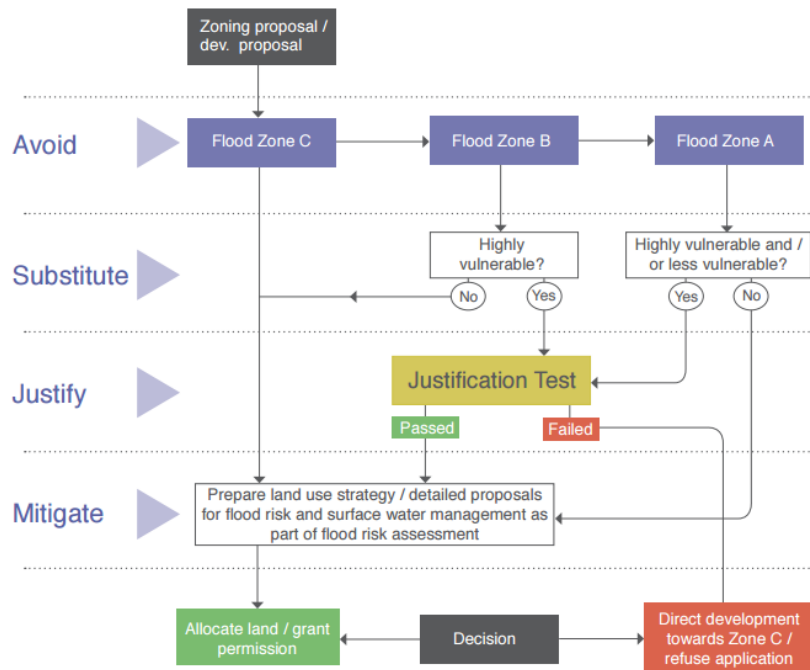 Zoning proposal /
dev. proposal
Avoid
Flood Zone C
Flood Zone B
Flood Zone A
Substitute
Highly
vulnerable?
Highly vulnerable and /
or less vulnerable?
No
Yes
Yes
No
Justify
Justification Test
Passed
Failed
Mitigate
Prepare land use strategy / detailed proposals
for flood risk and surface water management as
part of flood risk assessment
Allocate land / grant
permission
Decision
Direct development
towards Zone C /
refuse application